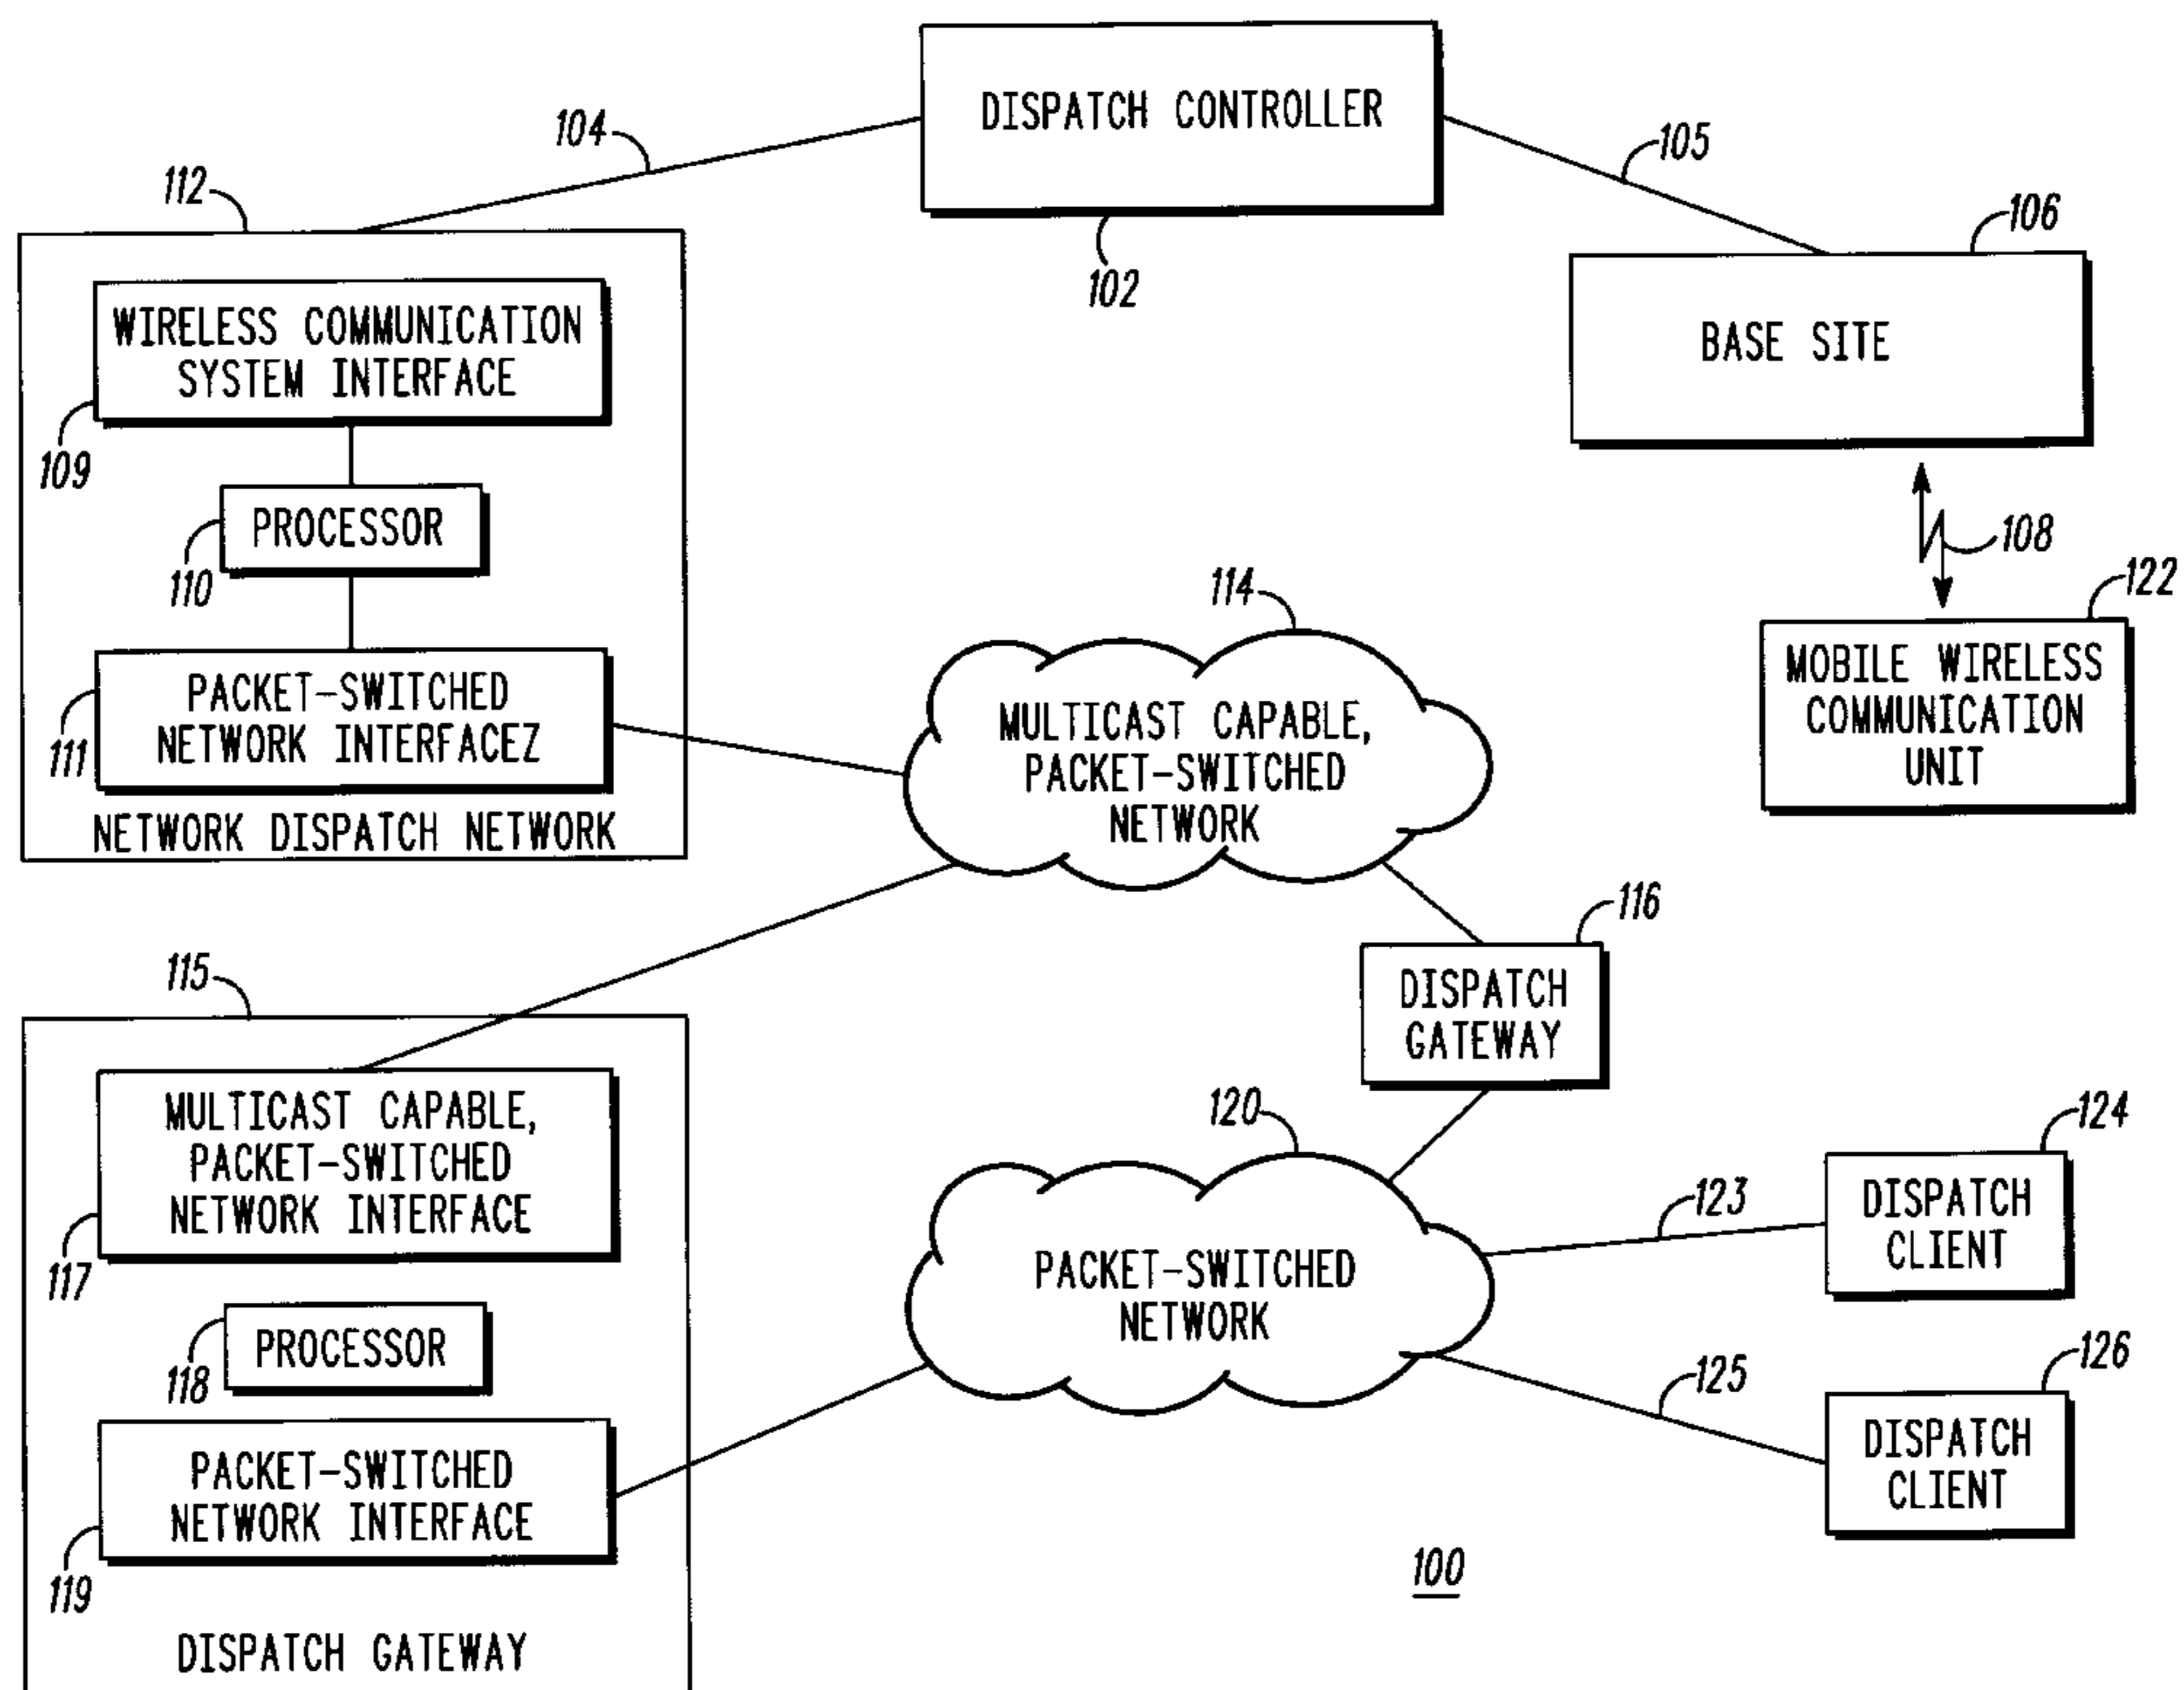 DISPATCH CONTROLLER
104
105
112
106
102
WIRELESS COMMUNICATION
SYSTEM INTERFACE
BASE SITE
109
PROCESSOR
108
110
114
122
PACKET-SWITCHED
NETWORK INTERFACEZ
111
MULTICAST CAPABLE,
PACKET-SWITCHED
NETWORK
MOBILE WIRELESS
COMMUNICATION
UNIT
NETWORK DISPATCH NETWORK
116
115
DISPATCH
GATEWAY
MULTICAST CAPABLE,
PACKET-SWITCHED
NETWORK INTERFACE
120
124
117
123
DISPATCH
CLIENT
PACKET-SWITCHED
NETWORK
PROCESSOR
118
125
126
PACKET-SWITCHED
NETWORK INTERFACE
DISPATCH
CLIENT
119
100
DISPATCH GATEWAY